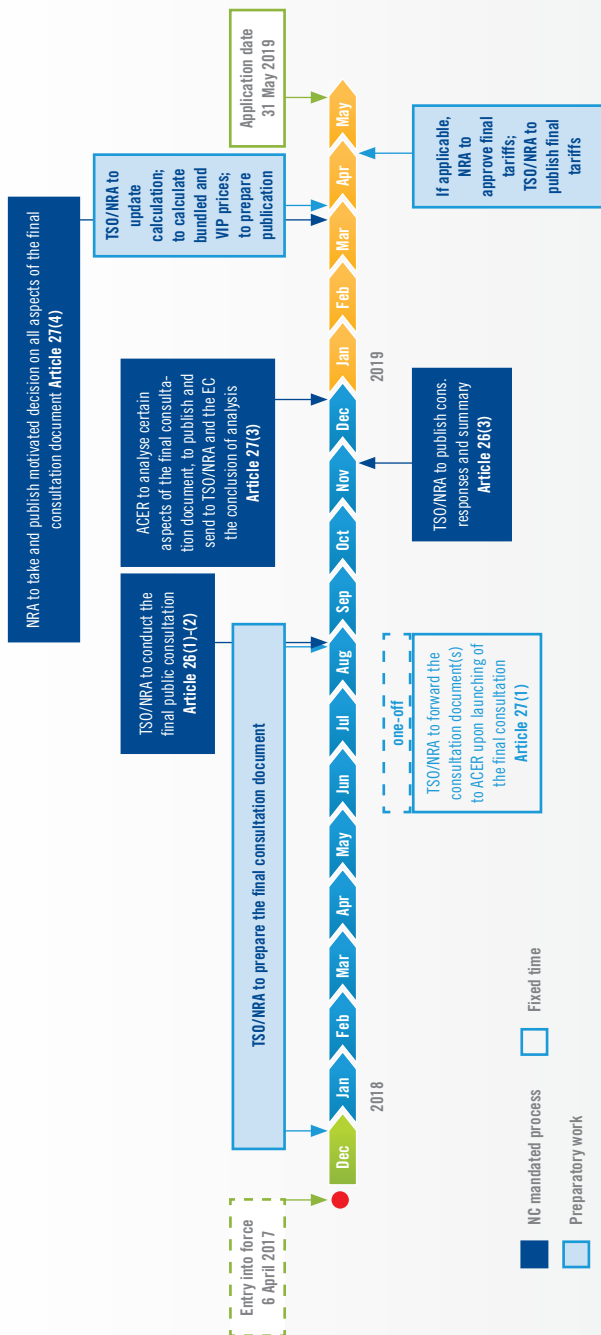 NRA to take and publish motivated decision on all aspects of the final
consultation document Article 27(4)
TSO/NRA to conduct the
final public consultation
Article 26(1)-(2)
ACER to analyse certain
aspects of the final consulta-
tion document, to publish and
send to TSO/NRA and the EC
the conclusion of analysis
Article 27(3)
Entry into force
6 April 2017
TSO/NRA to prepare the final consultation document
TSO/NRA to
update
calculation;
to calculate
bundled and
VIP prices;
to prepare
publication
Application date
31 May 2019
Dec
Jan
Feb
Mar
Apr
May
Jun
Jul
Aug
Sep
Oct
Nov
Dec
Jan
Feb
Mar
Apr
May
2018
2019
one-off
TSO/NRA to forward the
consultation document(s)
to ACER upon launching of
the final consultation
Article 27(1)
TSO/NRA to publish cons.
responses and summary
Article 26(3)
If applicable,
NRA to
approve final
tariffs;
TSO/NRA to
publish final
tariffs
NC mandated process
Fixed time
Preparatory work